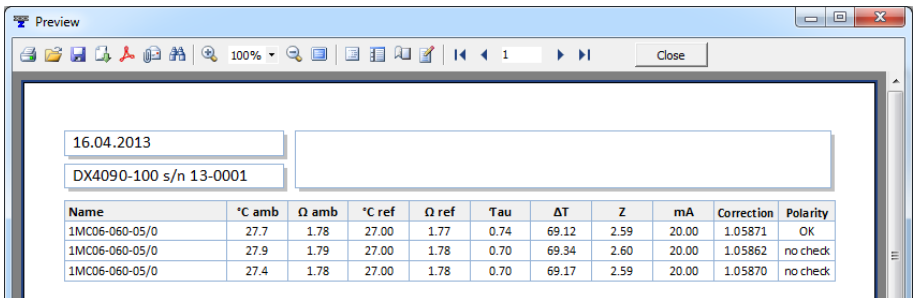 Preview
100% 1 Close
16.04.2013
DX4090-100 s/n 13-0001
Name °C amb Ω amb °C ref Ω ref Tau ΔT Z mA Correction Polarity
1MC06-060-05/0 27.7 1.78 27.00 1.77 0.74 69.12 2.59 20.00 1.05871 OK
1MC06-060-05/0 27.9 1.79 27.00 1.78 0.70 69.34 2.60 20.00 1.05862 no check
1MC06-060-05/0 27.4 1.78 27.00 1.78 0.70 69.17 2.59 20.00 1.05870 no check